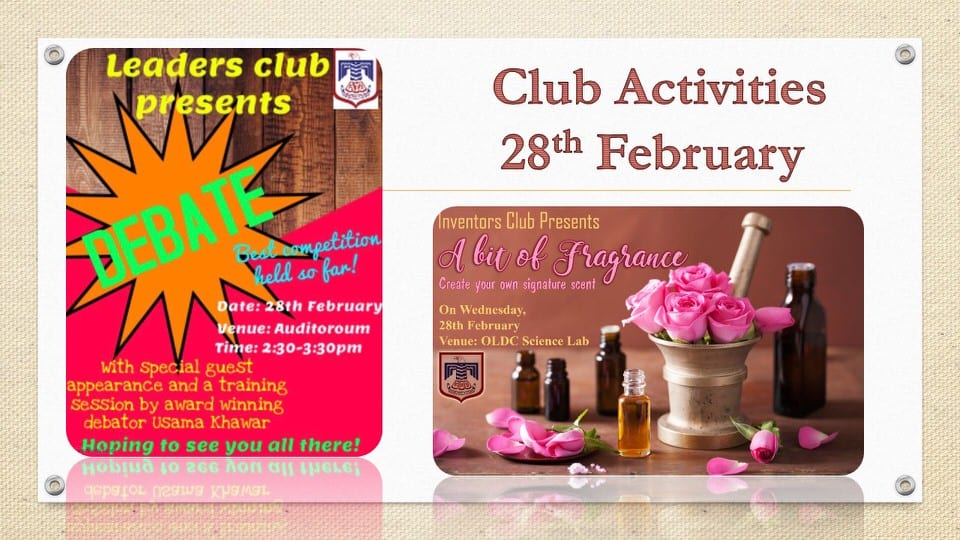 Leaders club
presents
DEBATE
Best competition
held so far!
Date: 28th February
Venue: Auditoroum
Time: 2:30-3:30pm
With special guest
appearance and a training
session by award winning
debator Usama Khawar
Hoping to see you all there!
Club Activities
28th February
Inventors Club Presents
A bit of Fragrance
Create your own signature scent
On Wednesday,
28th February
Venue: OLDC Science Lab